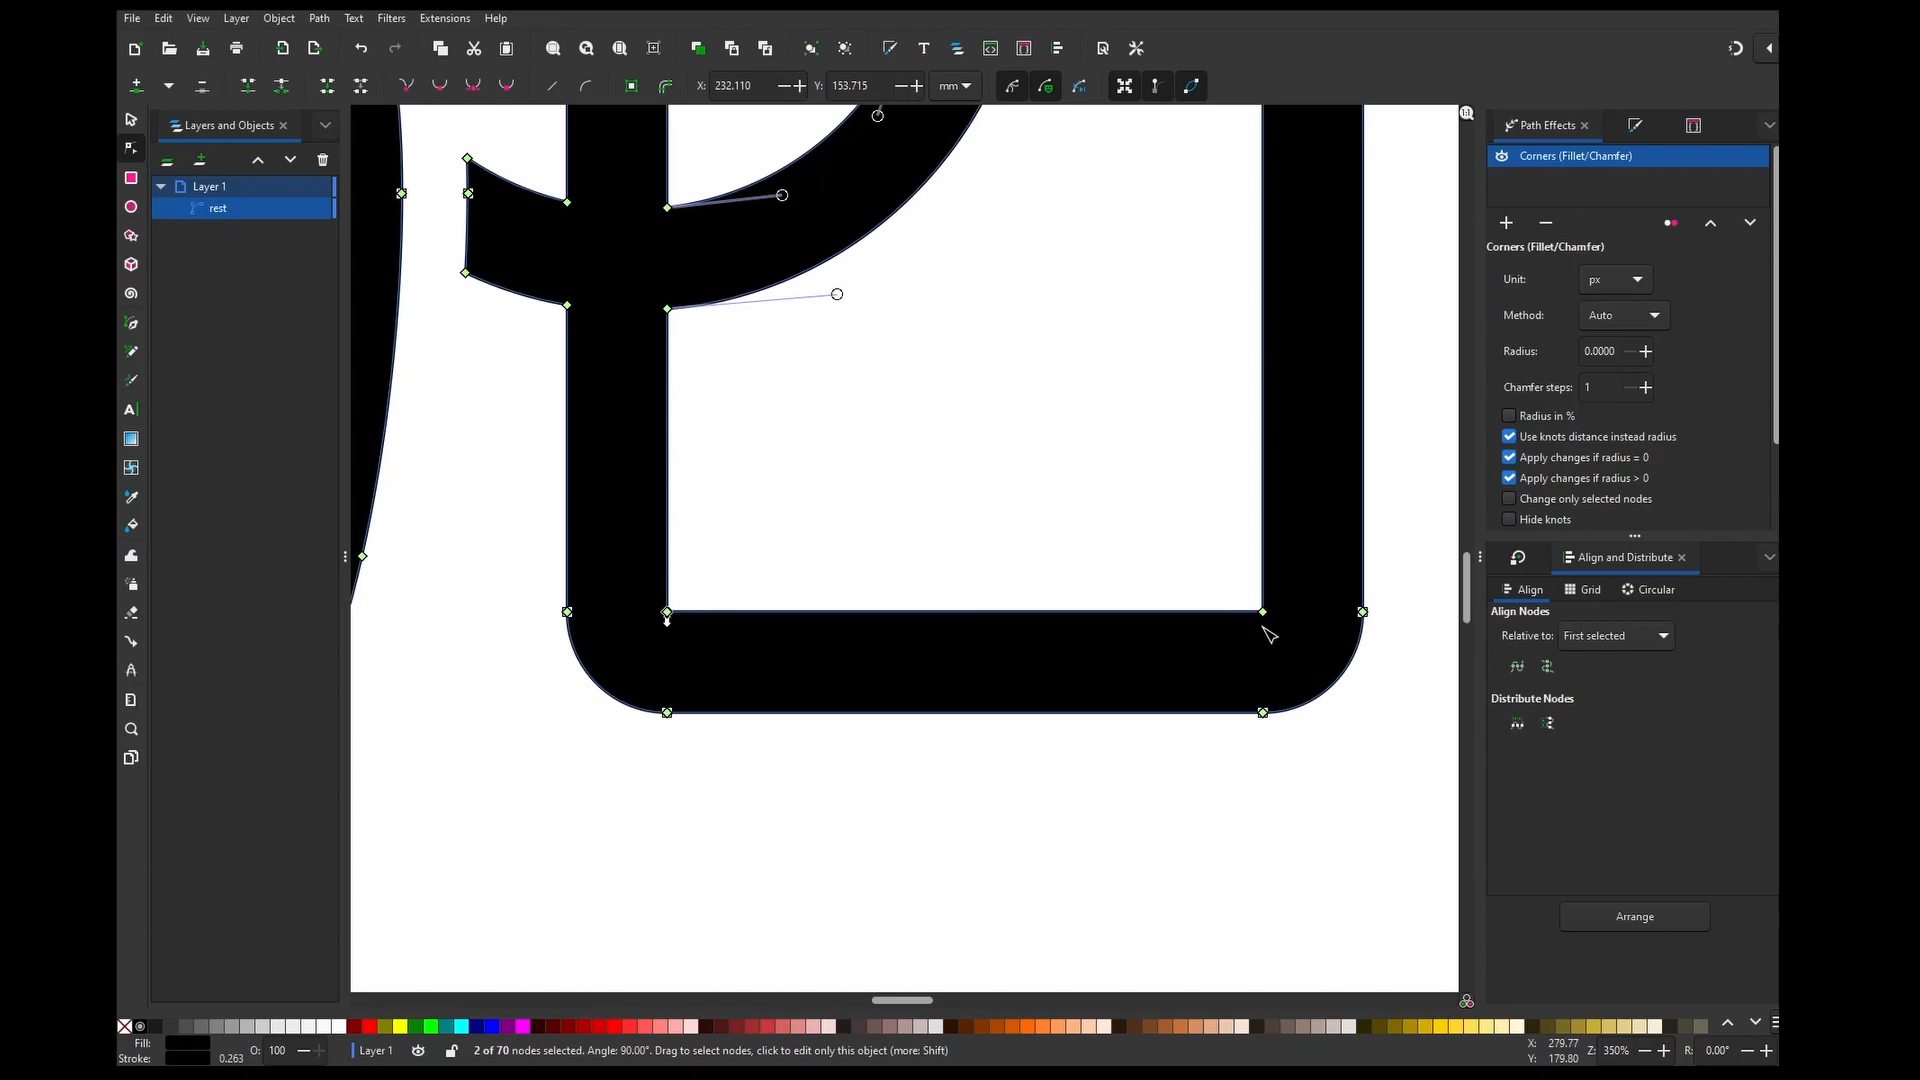 File Edit View Layer Object Path Text Filters Extensions Help
X: 232.110 Y: 153.715 mm
Layers and Objects
Layer 1
rest
Path Effects
Corners (Fillet/Chamfer)
Corners (Fillet/Chamfer)
Unit: px
Method: Auto
Radius: 0.0000
Chamfer steps: 1
Radius in %
Use knots distance instead radius
Apply changes if radius = 0
Apply changes if radius > 0
Change only selected nodes
Hide knots
Align and Distribute
Align Grid Circular
Align Nodes
Relative to: First selected
Distribute Nodes
Arrange
Fill:
Stroke: 0.263 O: 100 Layer 1 2 of 70 nodes selected. Angle: 90.00°. Drag to select nodes, click to edit only this object (more: Shift)
X: 279.77
Y: 179.80
Z: 350% R: 0.00°